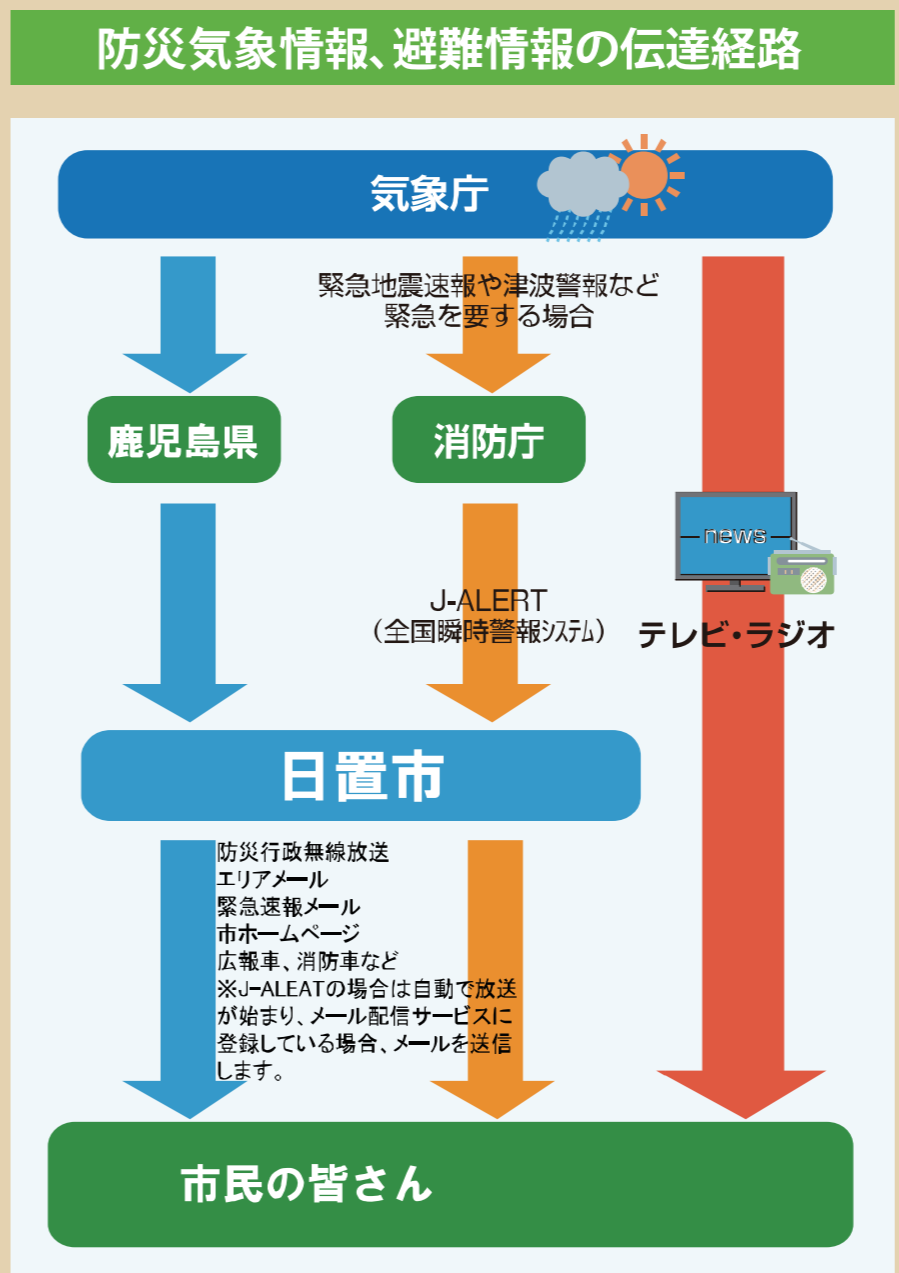 防災気象情報、避難情報の伝達経路
気象庁
緊急地震速報や津波警報など
緊急を要する場合
鹿児島県
消防庁
news
J-ALERT
（全国瞬時警報システム）
テレビ・ラジオ
日置市
防災行政無線放送
エリアメール
緊急速報メール
市ホームページ
広報車、消防車など
※J-ALEATの場合は自動で放送
が始まり、メール配信サービスに
登録している場合、メールを送信
します。
市民の皆さん